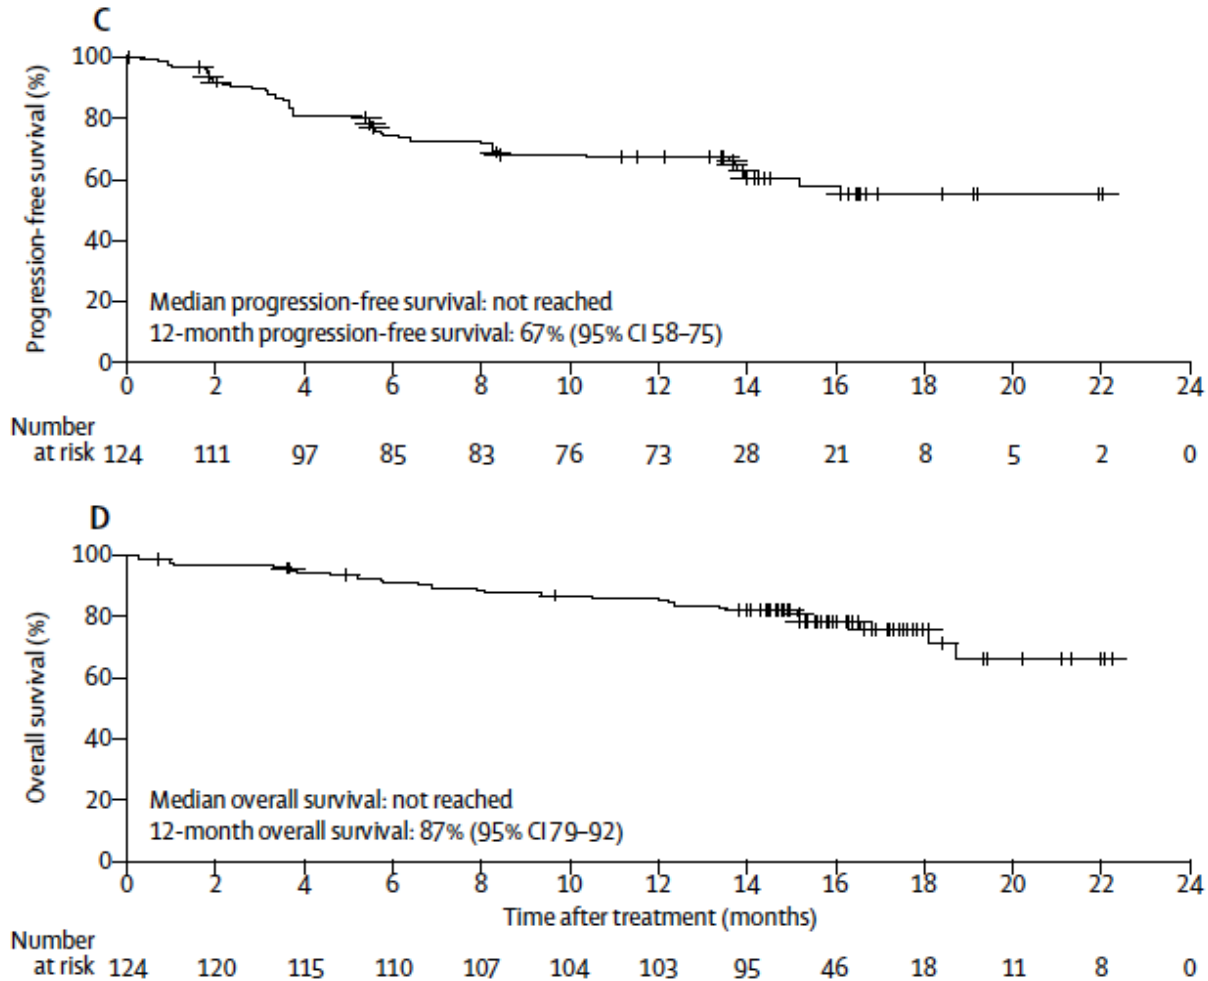 C
Progression-free survival (%)
100
80
60
40
20
0
Median progression-free survival: not reached
12-month progression-free survival: 67% (95% CI 58–75)
0 2 4 6 8 10 12 14 16 18 20 22 24
Number
at risk 124 111 97 85 83 76 73 28 21 8 5 2 0
D
Overall survival (%)
100
80
60
40
20
0
Median overall survival: not reached
12-month overall survival: 87% (95% CI 79–92)
0 2 4 6 8 10 12 14 16 18 20 22 24
Time after treatment (months)
Number
at risk 124 120 115 110 107 104 103 95 46 18 11 8 0